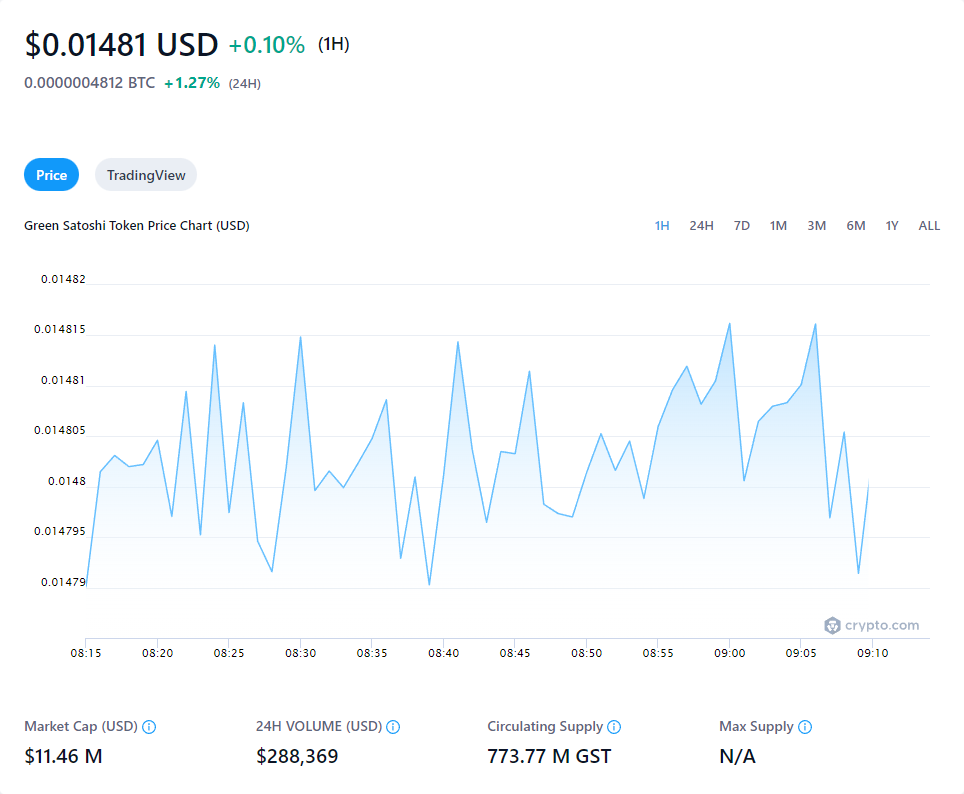 $0.01481 USD +0.10% (1H)
0.0000004812 BTC +1.27% (24H)
Price TradingView
Green Satoshi Token Price Chart (USD) 1H 24H 7D 1M 3M 6M 1Y ALL
0.01482
0.014815
0.01481
0.014805
0.0148
0.014795
0.01479
crypto.com
08:15 08:20 08:25 08:30 08:35 08:40 08:45 08:50 08:55 09:00 09:05 09:10
Market Cap (USD) 24H VOLUME (USD) Circulating Supply Max Supply
$11.46 M $288,369 773.77 M GST N/A